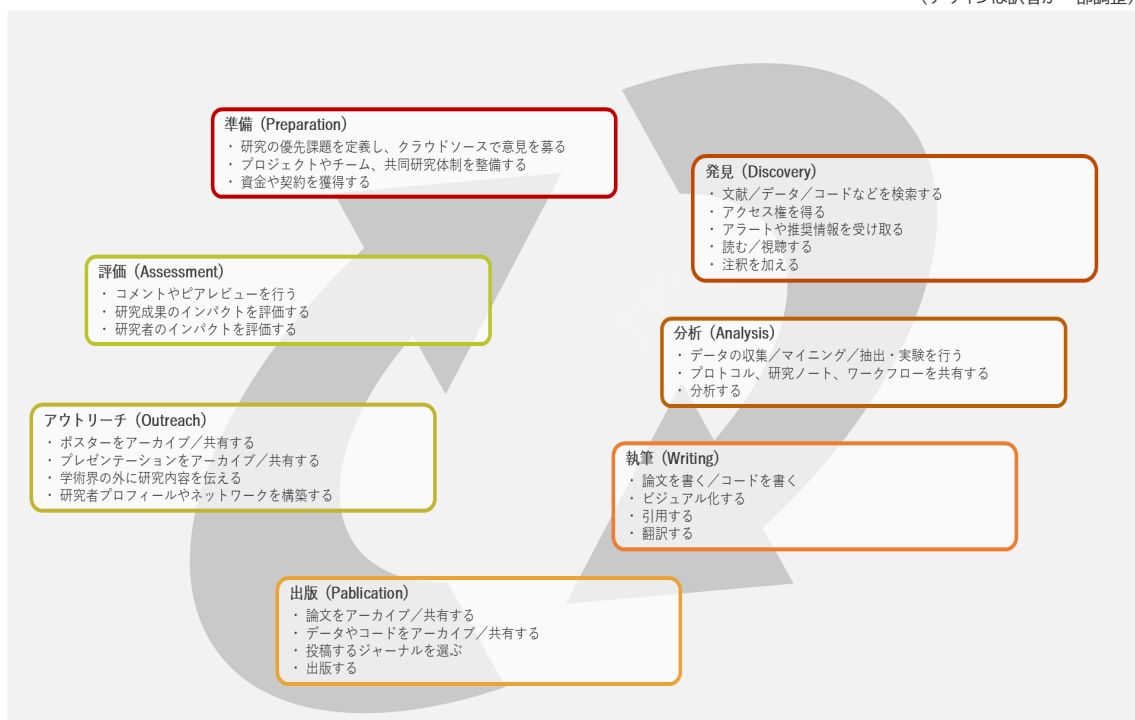 準備（Preparation）
・ 研究の優先課題を定義し、クラウドソースで意見を募る
・ プロジェクトやチーム、共同研究体制を整備する
・ 資金や契約を獲得する
発見（Discovery）
・ 文献／データ／コードなどを検索する
・ アクセス権を得る
・ アラートや推奨情報を受け取る
・ 読む／視聴する
・ 注釈を加える
分析（Analysis）
・ データの収集／マイニング／抽出・実験を行う
・ プロトコル、研究ノート、ワークフローを共有する
・ 分析する
執筆（Writing）
・ 論文を書く／コードを書く
・ ビジュアル化する
・ 引用する
・ 翻訳する
出版（Pablication）
・ 論文をアーカイブ／共有する
・ データやコードをアーカイブ／共有する
・ 投稿するジャーナルを選ぶ
・ 出版する
アウトリーチ（Outreach）
・ ポスターをアーカイブ／共有する
・ プレゼンテーションをアーカイブ／共有する
・ 学術界の外に研究内容を伝える
・ 研究者プロフィールやネットワークを構築する
評価（Assessment）
・ コメントやピアレビューを行う
・ 研究成果のインパクトを評価する
・ 研究者のインパクトを評価する